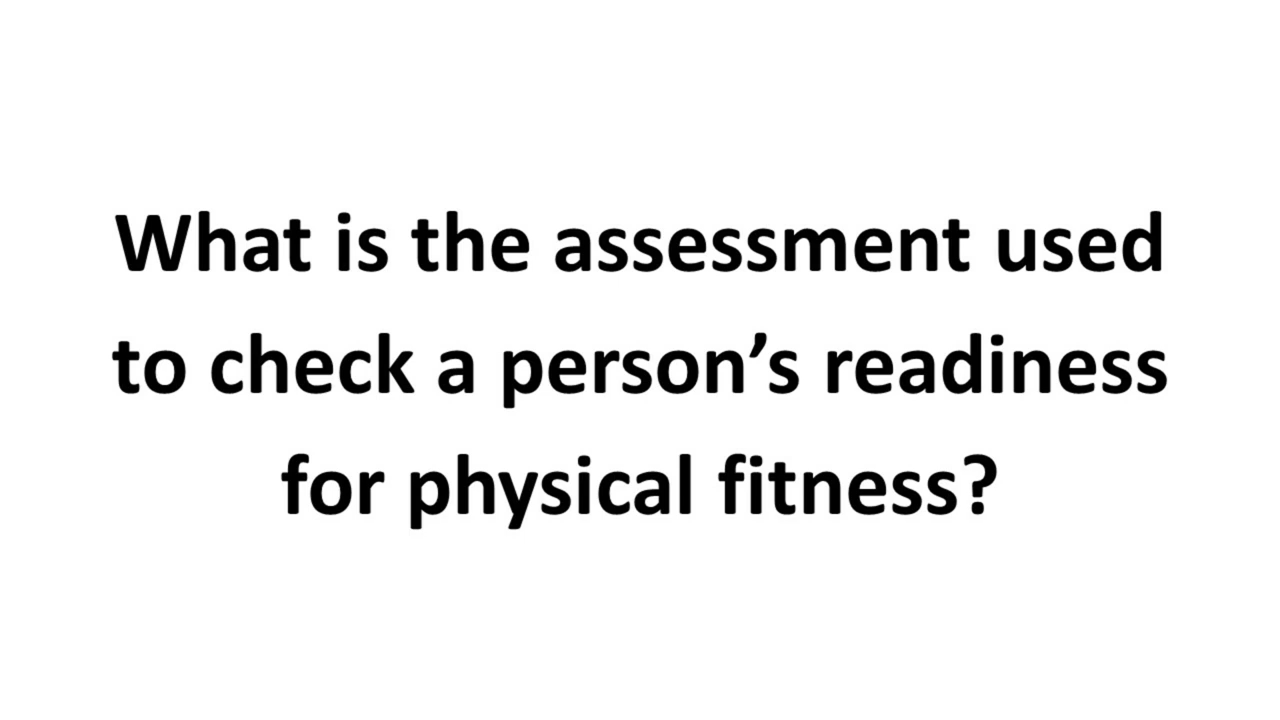 What is the assessment used
to check a person’s readiness
for physical fitness?